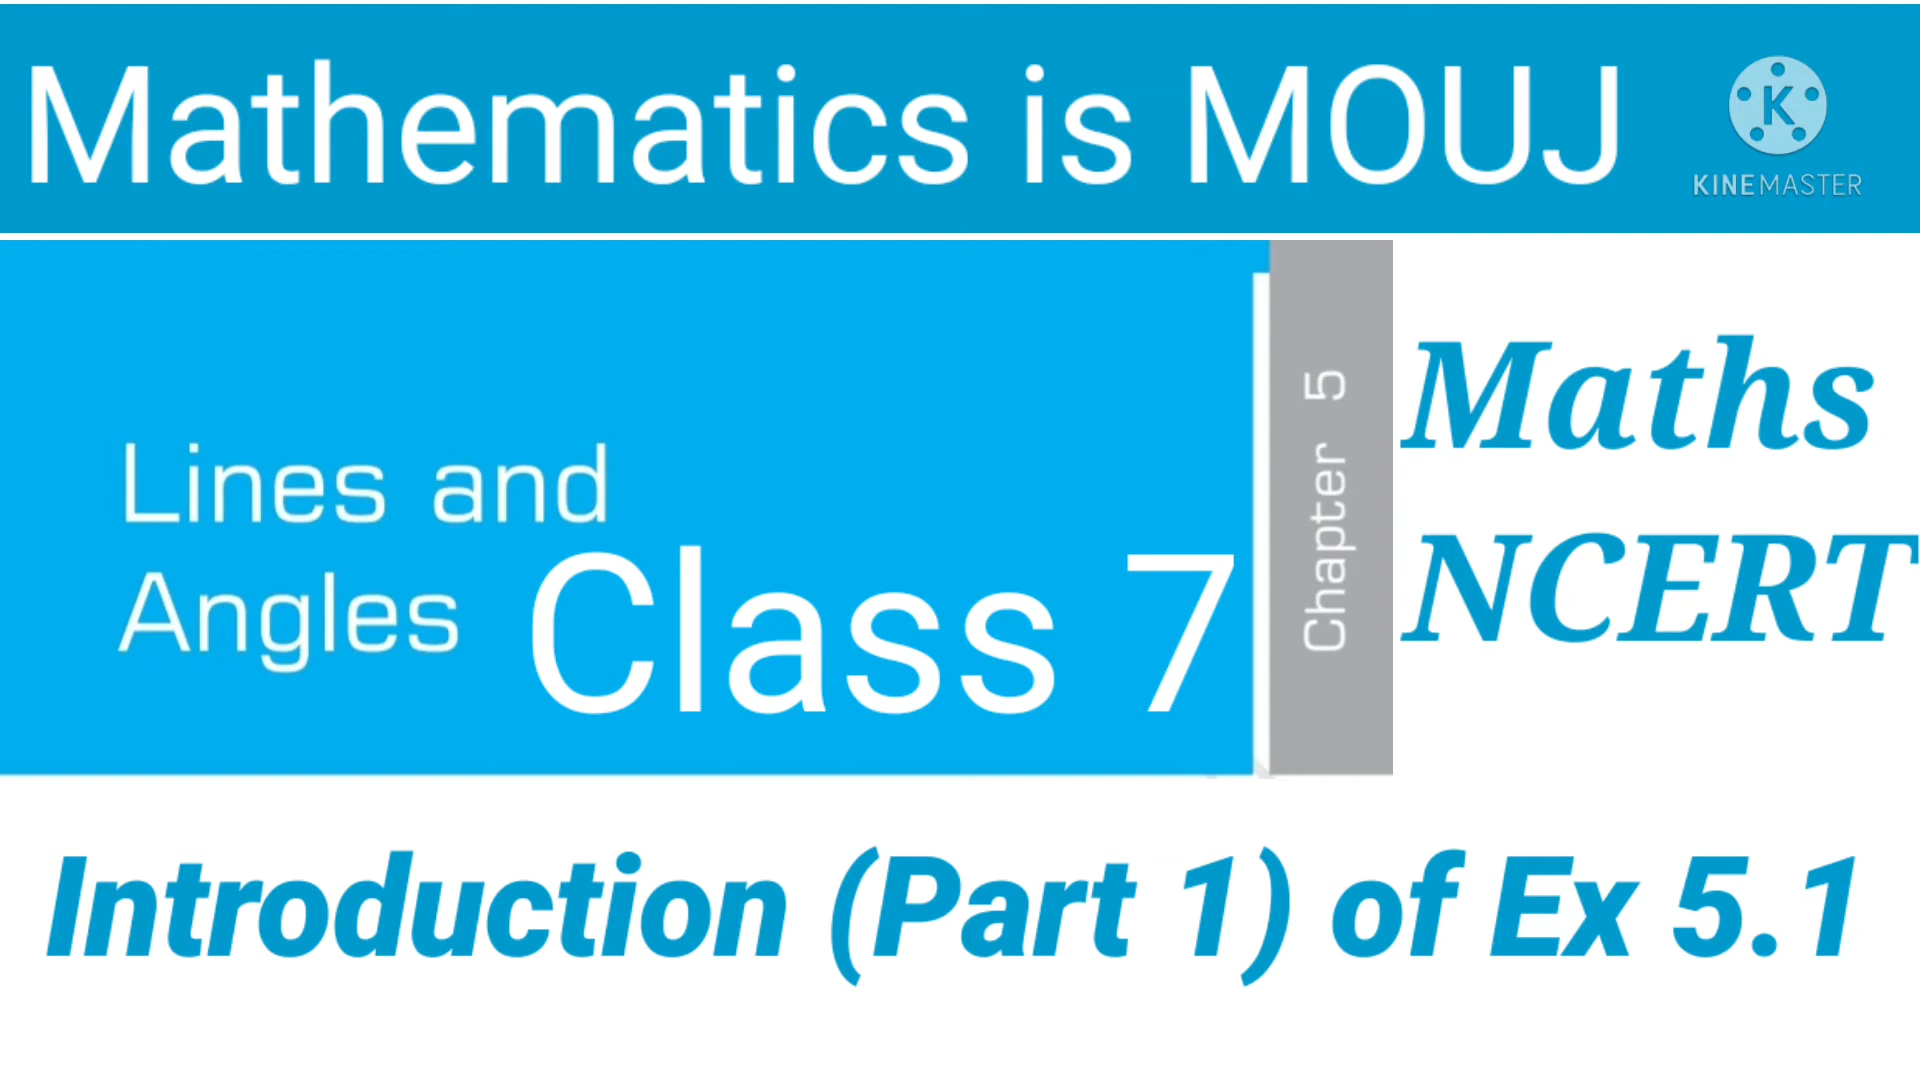 Mathematics is MOUJ
K
KINEMASTER
Lines and
Angles
Class 7
Chapter 5
Maths
NCERT
Introduction (Part 1) of Ex 5.1